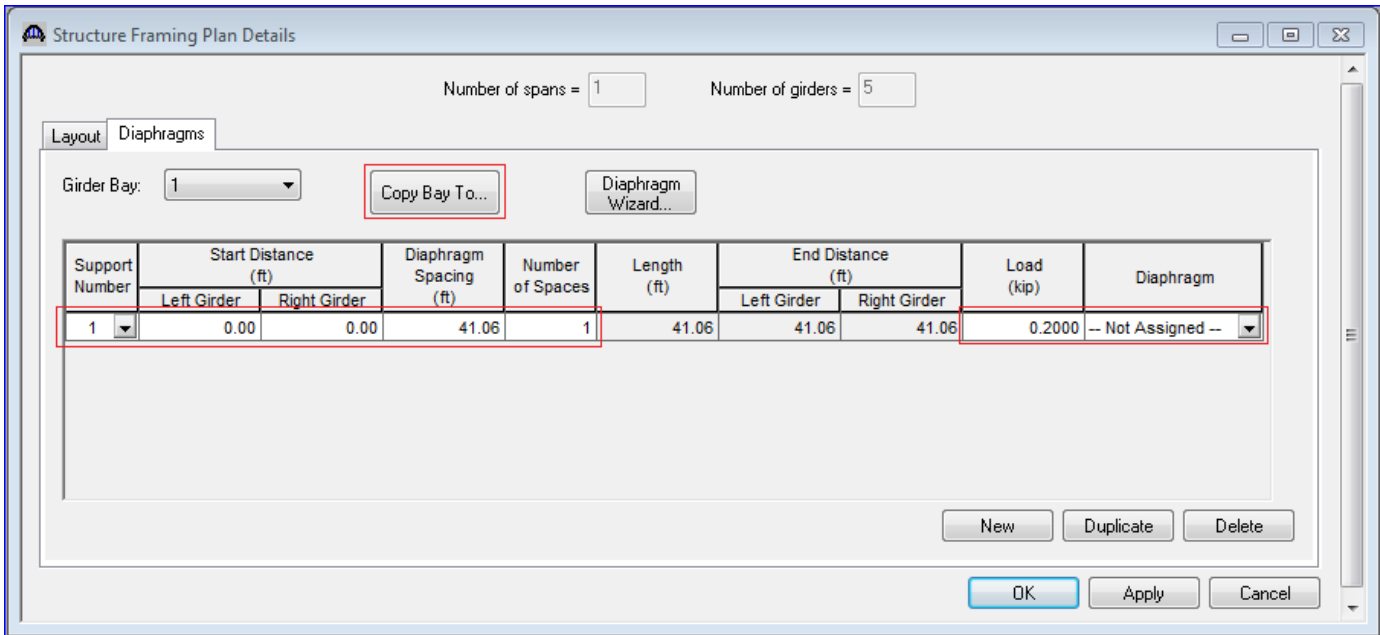 Structure Framing Plan Details
Number of spans = 1 Number of girders = 5
Layout Diaphragms
Girder Bay: 1 Copy Bay To... Diaphragm
Wizard...
Support
Number
Start Distance
(ft)
Left Girder Right Girder
Diaphragm
Spacing
(ft)
Number
of Spaces
Length
(ft)
End Distance
(ft)
Left Girder Right Girder
Load
(kip)
Diaphragm
1 0.00 0.00 41.06 1 41.06 41.06 41.06 0.2000 -- Not Assigned --
New Duplicate Delete
OK Apply Cancel